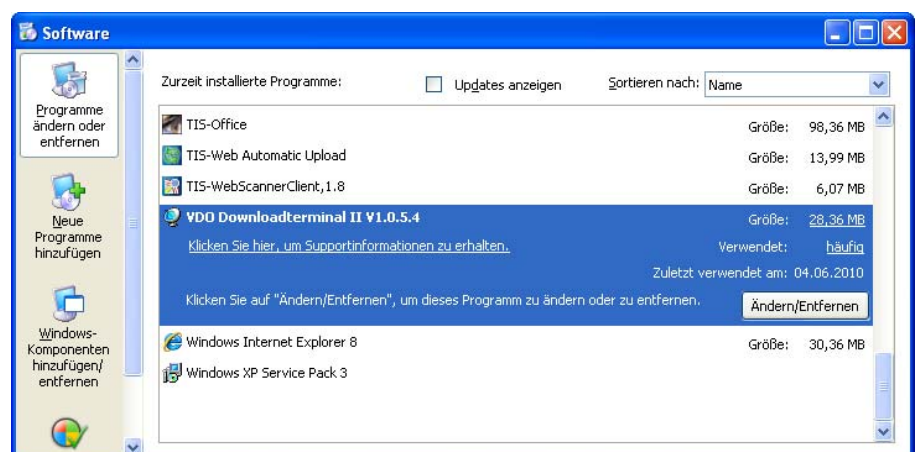 Software
Zurzeit installierte Programme:
Updates anzeigen
Sortieren nach: Name
Programme
ändern oder
entfernen
Neue
Programme
hinzufügen
Windows-
Komponenten
hinzufügen/
entfernen
TIS-Office Größe: 98,36 MB
TIS-Web Automatic Upload Größe: 13,99 MB
TIS-WebScannerClient,1.8 Größe: 6,07 MB
VDO Downloadterminal II V1.0.5.4 Größe: 28,36 MB
Klicken Sie hier, um Supportinformationen zu erhalten. Verwendet: häufig
Zuletzt verwendet am: 04.06.2010
Klicken Sie auf "Ändern/Entfernen", um dieses Programm zu ändern oder zu entfernen. Ändern/Entfernen
Windows Internet Explorer 8 Größe: 30,36 MB
Windows XP Service Pack 3